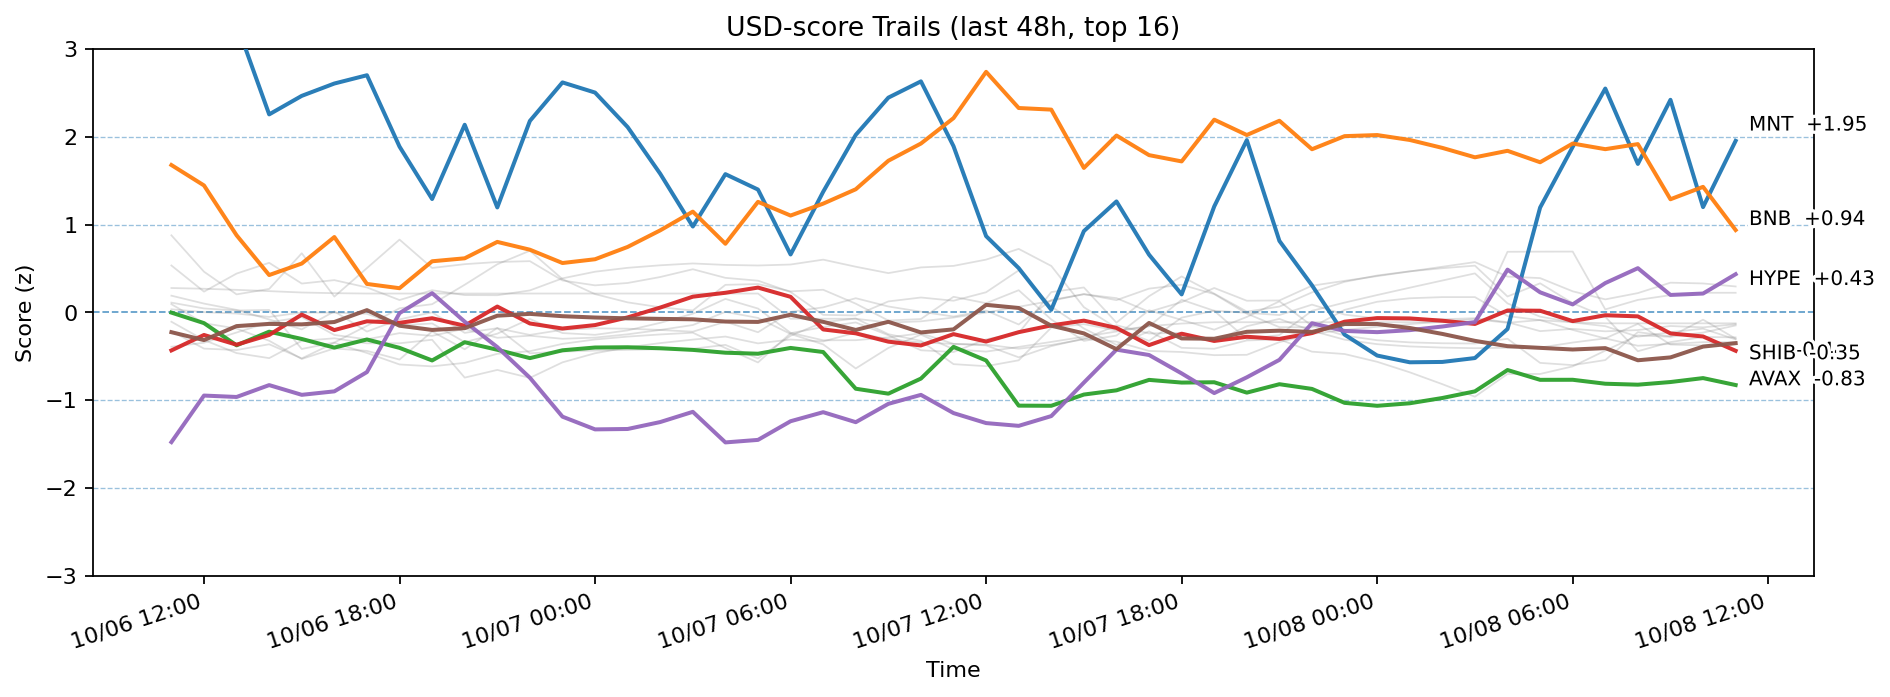 USD-score Trails (last 48h, top 16)
3
2
1
0
−1
−2
−3
Score (z)
MNT +1.95
BNB +0.94
HYPE +0.43
SHIB -0.35
AVAX -0.83
10/06 12:00
10/06 18:00
10/07 00:00
10/07 06:00
10/07 12:00
10/07 18:00
10/08 00:00
10/08 06:00
10/08 12:00
Time